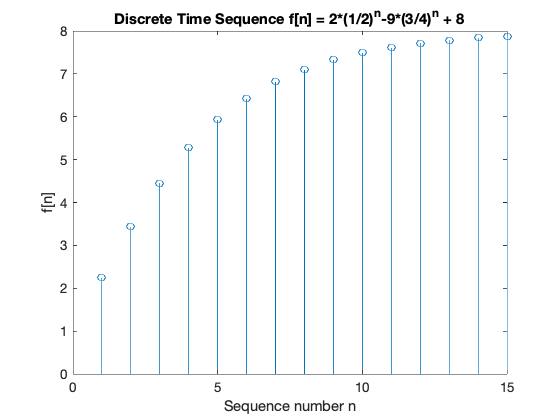 Discrete Time Sequence f[n] = 2*(1/2)^n-9*(3/4)^n + 8
8
7
6
5
4
3
2
1
0
f[n]
0 5 10 15
Sequence number n